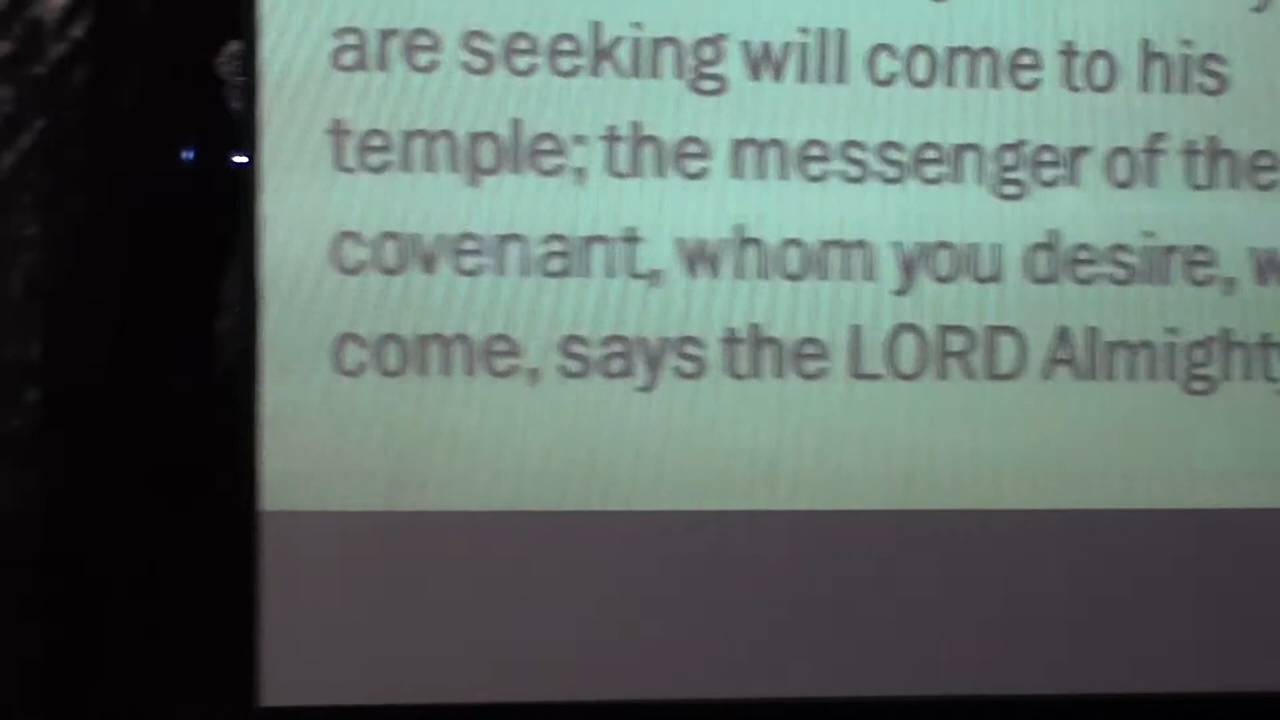 are seeking will come to his
temple; the messenger of the
covenant, whom you desire,
come, says the LORD Almighty